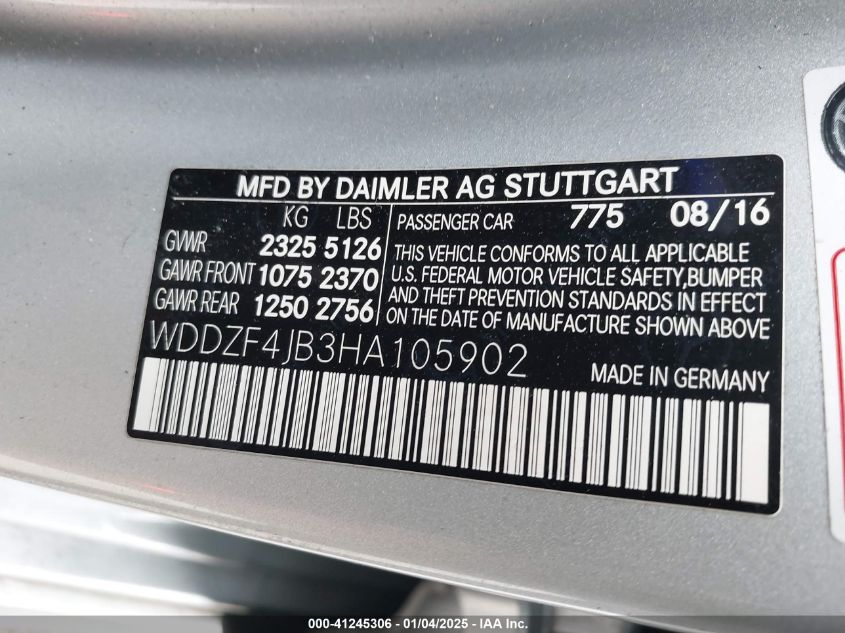 MFD BY DAIMLER AG STUTTGART
KG LBS
GVWR 2325 5126
GAWR FRONT 1075 2370
GAWR REAR 1250 2756
PASSENGER CAR 775 08/16
THIS VEHICLE CONFORMS TO ALL APPLICABLE
U.S. FEDERAL MOTOR VEHICLE SAFETY,BUMPER
AND THEFT PREVENTION STANDARDS IN EFFECT
ON THE DATE OF MANUFACTURE SHOWN ABOVE
WDDZF4JB3HA105902
MADE IN GERMANY
000-41245306 - 01/04/2025 - IAA Inc.